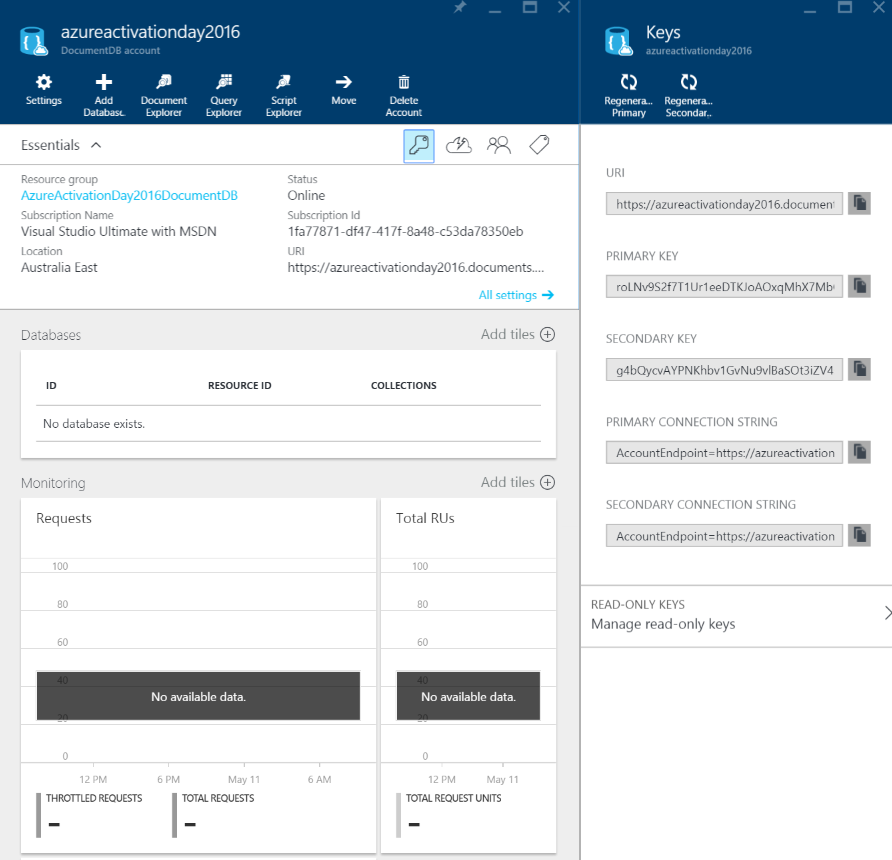 azureactivationday2016
DocumentDB account
Settings
Add Database.
Document Explorer
Query Explorer
Script Explorer
Move
Delete Account
Essentials
Resource group
AzureActivationDay2016DocumentDB
Subscription Name
Visual Studio Ultimate with MSDN
Location
Australia East
Status
Online
Subscription Id
1fa77871-df47-417f-8a48-c53da78350eb
URI
https://azureactivationday2016.documents....
All settings
Databases
Add tiles
ID RESOURCE ID COLLECTIONS
No database exists.
Monitoring
Add tiles
Requests
100
80
60
40
No available data.
20
0
12 PM 6 PM May 11 6 AM
THROTTLED REQUESTS
--
TOTAL REQUESTS
--
Total RUs
100
80
60
40
No available data.
20
0
12 PM May 11
TOTAL REQUEST UNITS
--
Keys
azureactivationday2016
Regenera... Primary
Regenera... Secondar..
URI
https://azureactivationday2016.document
PRIMARY KEY
roLNv9S2f7T1Ur1eeDTKJoAOxqMhX7Mb
SECONDARY KEY
g4bQycvAYPNKhbv1GvNu9vlBaSOt3iZV4
PRIMARY CONNECTION STRING
AccountEndpoint=https://azureactivation
SECONDARY CONNECTION STRING
AccountEndpoint=https://azureactivation
READ-ONLY KEYS
Manage read-only keys